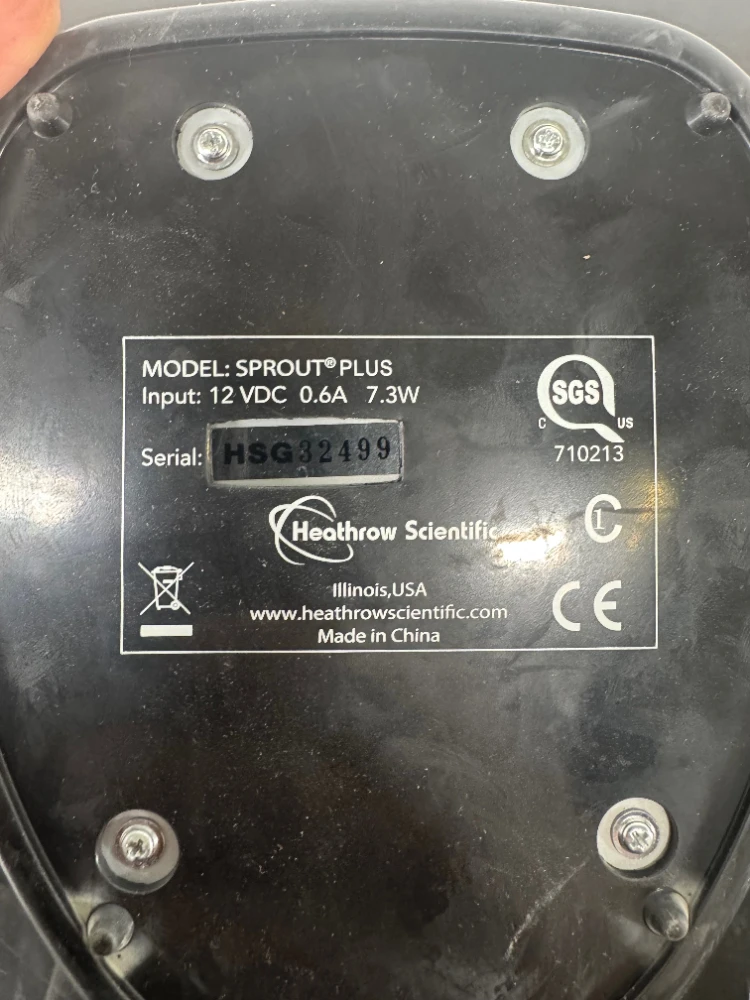 MODEL: SPROUT® PLUS
Input: 12 VDC 0.6A 7.3W
Serial: HSG32499
SGS
C US
710213
Heathrow Scientific
Illinois,USA
www.heathrowscientific.com
Made in China
CE